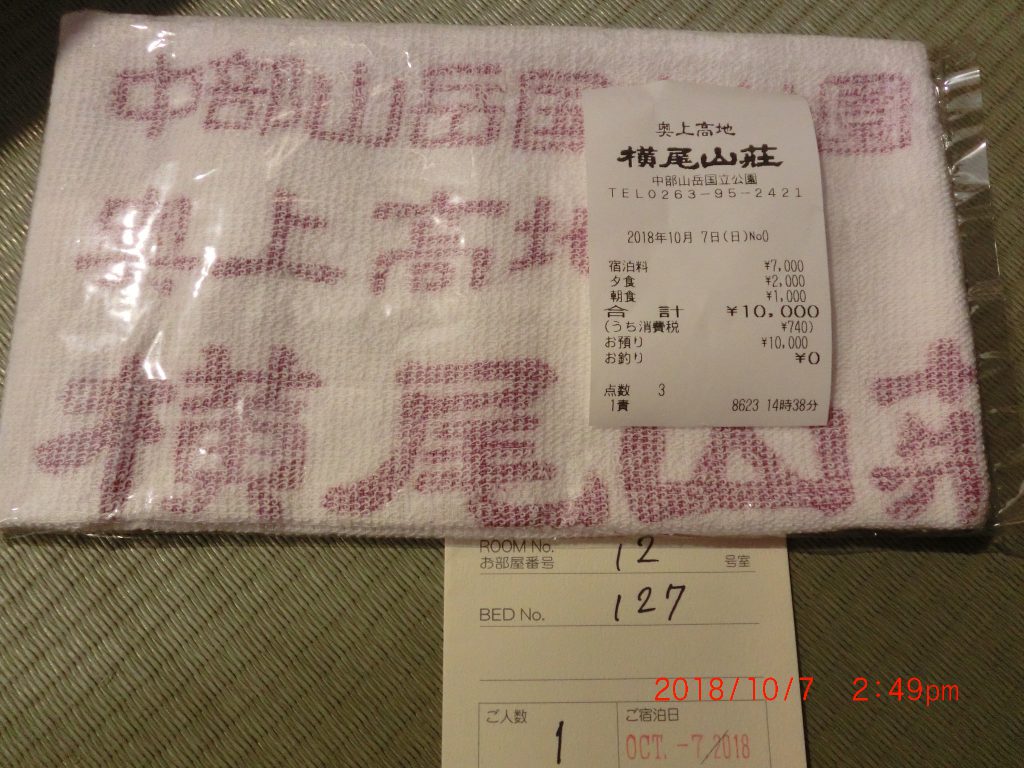 中部山岳国立公園
奥上高地
横尾山荘
奥上高地
横尾山荘
中部山岳国立公園
TEL0263-95-2421
2018年10月 7日(日)No0
宿泊料 ¥7,000
夕食 ¥2,000
朝食 ¥1,000
合 計 ¥10,000
(うち消費税 ¥740)
お預り ¥10,000
お釣り ¥0
点数 3
1責 8623 14時38分
ROOM No.
お部屋番号 12 号室
BED No. 127
2018/10/7 2:49pm
ご人数 ご宿泊日
1 OCT. -7 2018